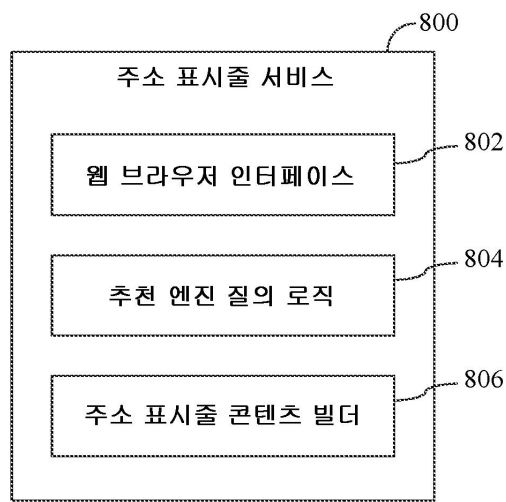 800
주소 표시줄 서비스
802
웹 브라우저 인터페이스
804
추천 엔진 질의 로직
806
주소 표시줄 콘텐츠 빌더